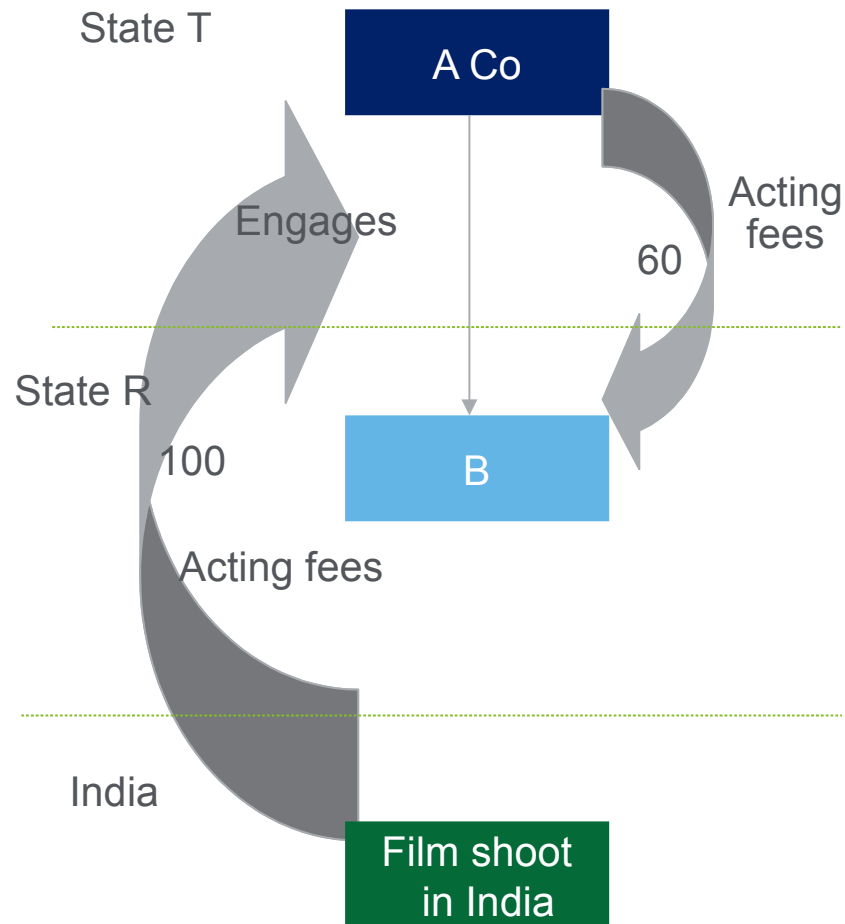 State T
A Co
Engages
Acting
fees
60
State R
100
B
Acting fees
India
Film shoot
in India